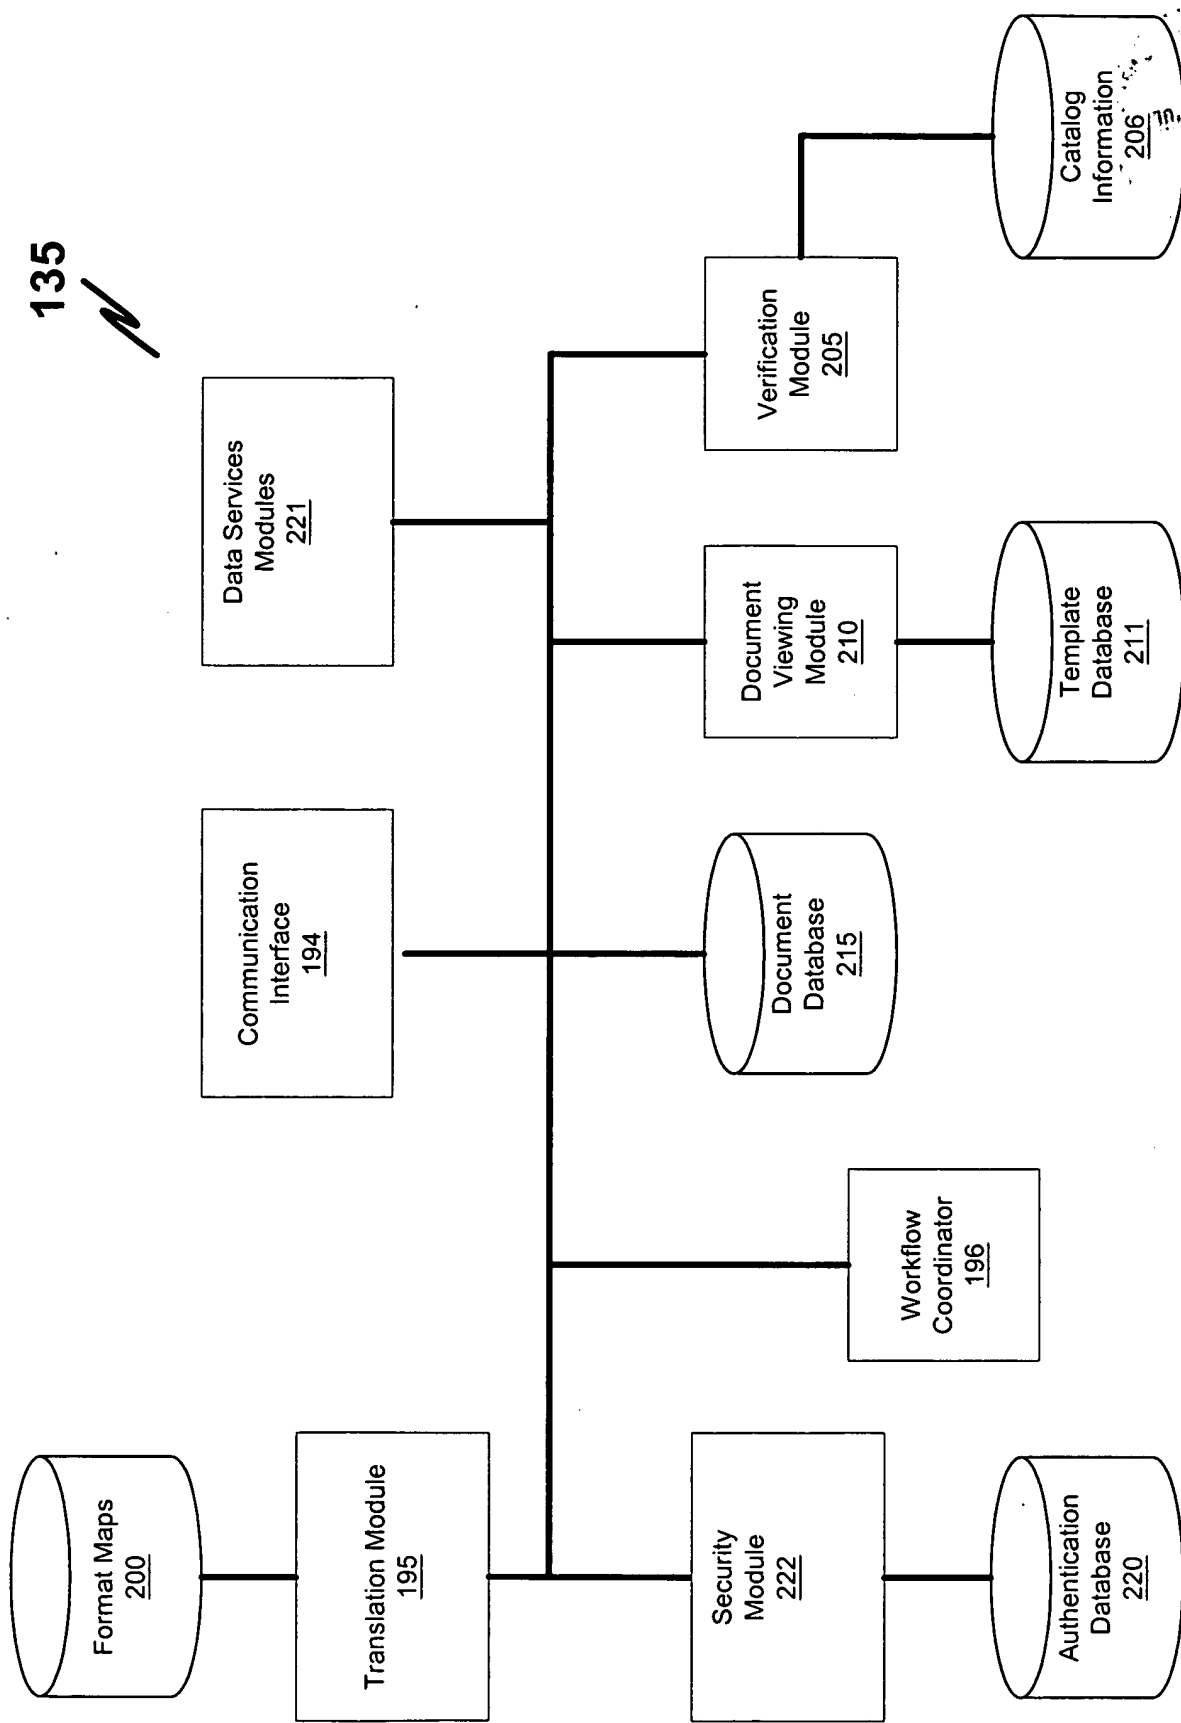 135
Format Maps
200
Translation Module
195
Communication
Interface
194
Data Services
Modules
221
Security
Module
222
Authentication
Database
220
Workflow
Coordinator
196
Document
Database
215
Document
Viewing
Module
210
Template
Database
211
Verification
Module
205
Catalog
Information
206